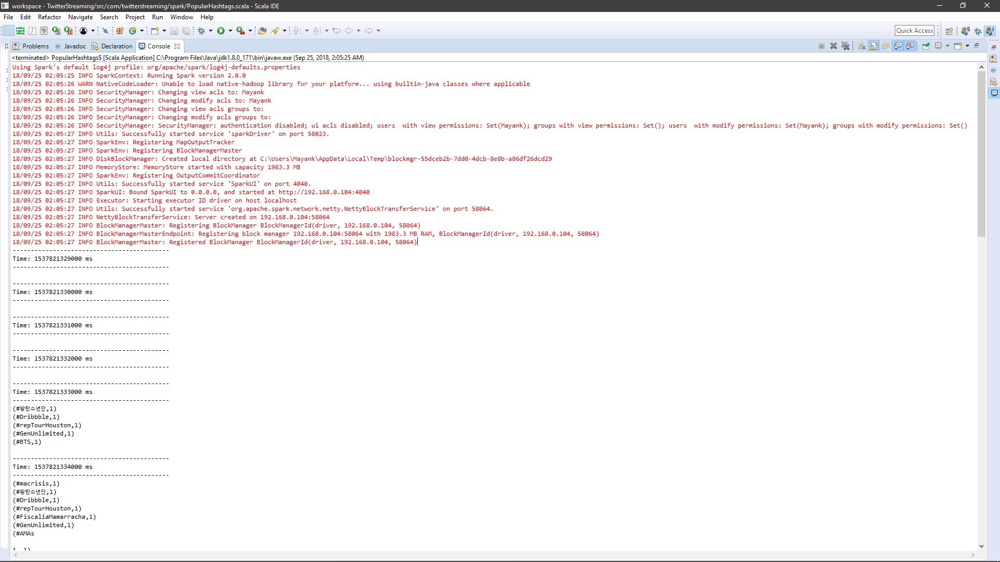 workspace - TwitterStreaming/src/com/twitterstreaming/spark/PopularHashtags.scala - Scala IDE
File Edit Refactor Navigate Search Project Run Window Help
Quick Access
Problems Javadoc Declaration Console
<terminated> PopularHashtags$ [Scala Application] C:\Program Files\Java\jdk1.8.0_171\bin\javaw.exe (Sep 25, 2018, 2:05:25 AM)
Using Spark's default log4j profile: org/apache/spark/log4j-defaults.properties
18/09/25 02:05:25 INFO SparkContext: Running Spark version 2.0.0
18/09/25 02:05:26 WARN NativeCodeLoader: Unable to load native-hadoop library for your platform... using builtin-java classes where applicable
18/09/25 02:05:26 INFO SecurityManager: Changing view acls to: Mayank
18/09/25 02:05:26 INFO SecurityManager: Changing modify acls to: Mayank
18/09/25 02:05:26 INFO SecurityManager: Changing view acls groups to:
18/09/25 02:05:26 INFO SecurityManager: Changing modify acls groups to:
18/09/25 02:05:26 INFO SecurityManager: SecurityManager: authentication disabled; ui acls disabled; users  with view permissions: Set(Mayank); groups with view permissions: Set(); users  with modify permissions: Set(Mayank); groups with modify permissions: Set()
18/09/25 02:05:27 INFO Utils: Successfully started service 'sparkDriver' on port 58023.
18/09/25 02:05:27 INFO SparkEnv: Registering MapOutputTracker
18/09/25 02:05:27 INFO SparkEnv: Registering BlockManagerMaster
18/09/25 02:05:27 INFO DiskBlockManager: Created local directory at C:\Users\Mayank\AppData\Local\Temp\blockmgr-55dceb2b-7dd0-4dcb-8e8b-a86df26dcd29
18/09/25 02:05:27 INFO MemoryStore: MemoryStore started with capacity 1983.3 MB
18/09/25 02:05:27 INFO SparkEnv: Registering OutputCommitCoordinator
18/09/25 02:05:27 INFO Utils: Successfully started service 'SparkUI' on port 4040.
18/09/25 02:05:27 INFO SparkUI: Bound SparkUI to 0.0.0.0, and started at http://192.168.0.104:4040
18/09/25 02:05:27 INFO Executor: Starting executor ID driver on host localhost
18/09/25 02:05:27 INFO Utils: Successfully started service 'org.apache.spark.network.netty.NettyBlockTransferService' on port 58064.
18/09/25 02:05:27 INFO NettyBlockTransferService: Server created on 192.168.0.104:58064
18/09/25 02:05:27 INFO BlockManagerMaster: Registering BlockManager BlockManagerId(driver, 192.168.0.104, 58064)
18/09/25 02:05:27 INFO BlockManagerMasterEndpoint: Registering block manager 192.168.0.104:58064 with 1983.3 MB RAM, BlockManagerId(driver, 192.168.0.104, 58064)
18/09/25 02:05:27 INFO BlockManagerMaster: Registered BlockManager BlockManagerId(driver, 192.168.0.104, 58064)
-------------------------------------------
Time: 1537821329000 ms
-------------------------------------------
-------------------------------------------
Time: 1537821330000 ms
-------------------------------------------
-------------------------------------------
Time: 1537821331000 ms
-------------------------------------------
-------------------------------------------
Time: 1537821332000 ms
-------------------------------------------
-------------------------------------------
Time: 1537821333000 ms
-------------------------------------------
(#방탄소년단,1)
(#Dribbble,1)
(#repTourHouston,1)
(#GenUnlimited,1)
(#BTS,1)
-------------------------------------------
Time: 1537821334000 ms
-------------------------------------------
(#macrisis,1)
(#방탄소년단,1)
(#Dribbble,1)
(#repTourHouston,1)
(#FiscaliaMamarracha,1)
(#GenUnlimited,1)
(#AMAs